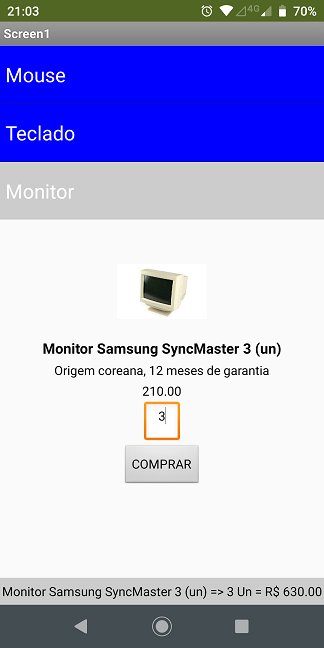 21:03
4G
70%
Screen1
Mouse
Teclado
Monitor
Monitor Samsung SyncMaster 3 (un)
Origem coreana, 12 meses de garantia
210.00
3
COMPRAR
Monitor Samsung SyncMaster 3 (un) => 3 Un = R$ 630.00